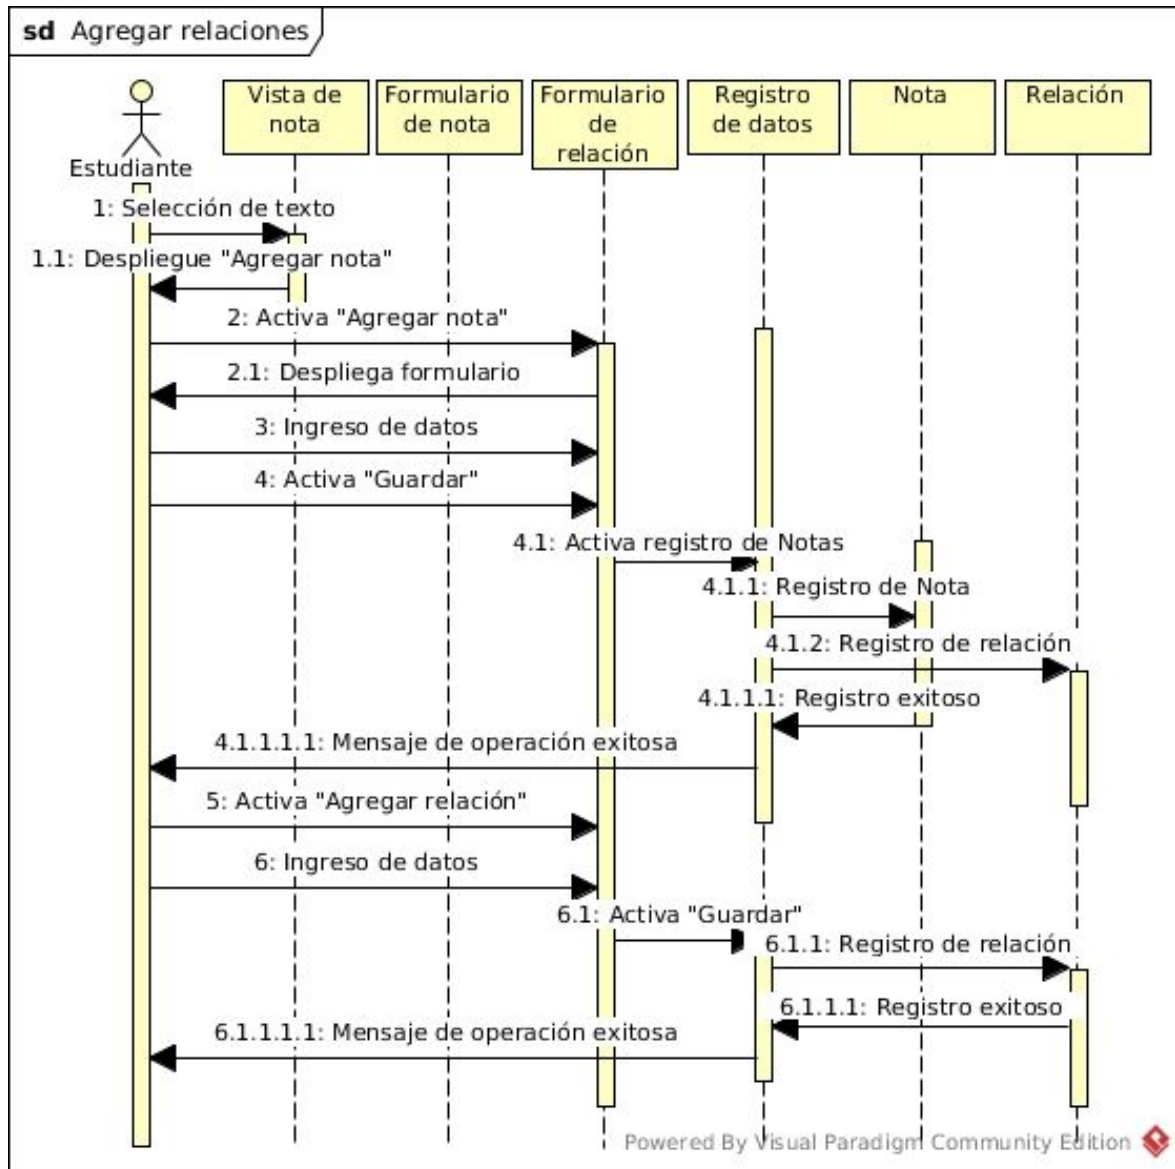 sd Agregar relaciones
Estudiante
Vista de
nota
Formulario
de nota
Formulario
de
relación
Registro
de datos
Nota
Relación
1: Selección de texto
1.1: Despliegue "Agregar nota"
2: Activa "Agregar nota"
2.1: Despliega formulario
3: Ingreso de datos
4: Activa "Guardar"
4.1: Activa registro de Notas
4.1.1: Registro de Nota
4.1.2: Registro de relación
4.1.1.1: Registro exitoso
4.1.1.1.1: Mensaje de operación exitosa
5: Activa "Agregar relación"
6: Ingreso de datos
6.1: Activa "Guardar"
6.1.1: Registro de relación
6.1.1.1: Registro exitoso
6.1.1.1.1: Mensaje de operación exitosa
Powered By Visual Paradigm Community Edition